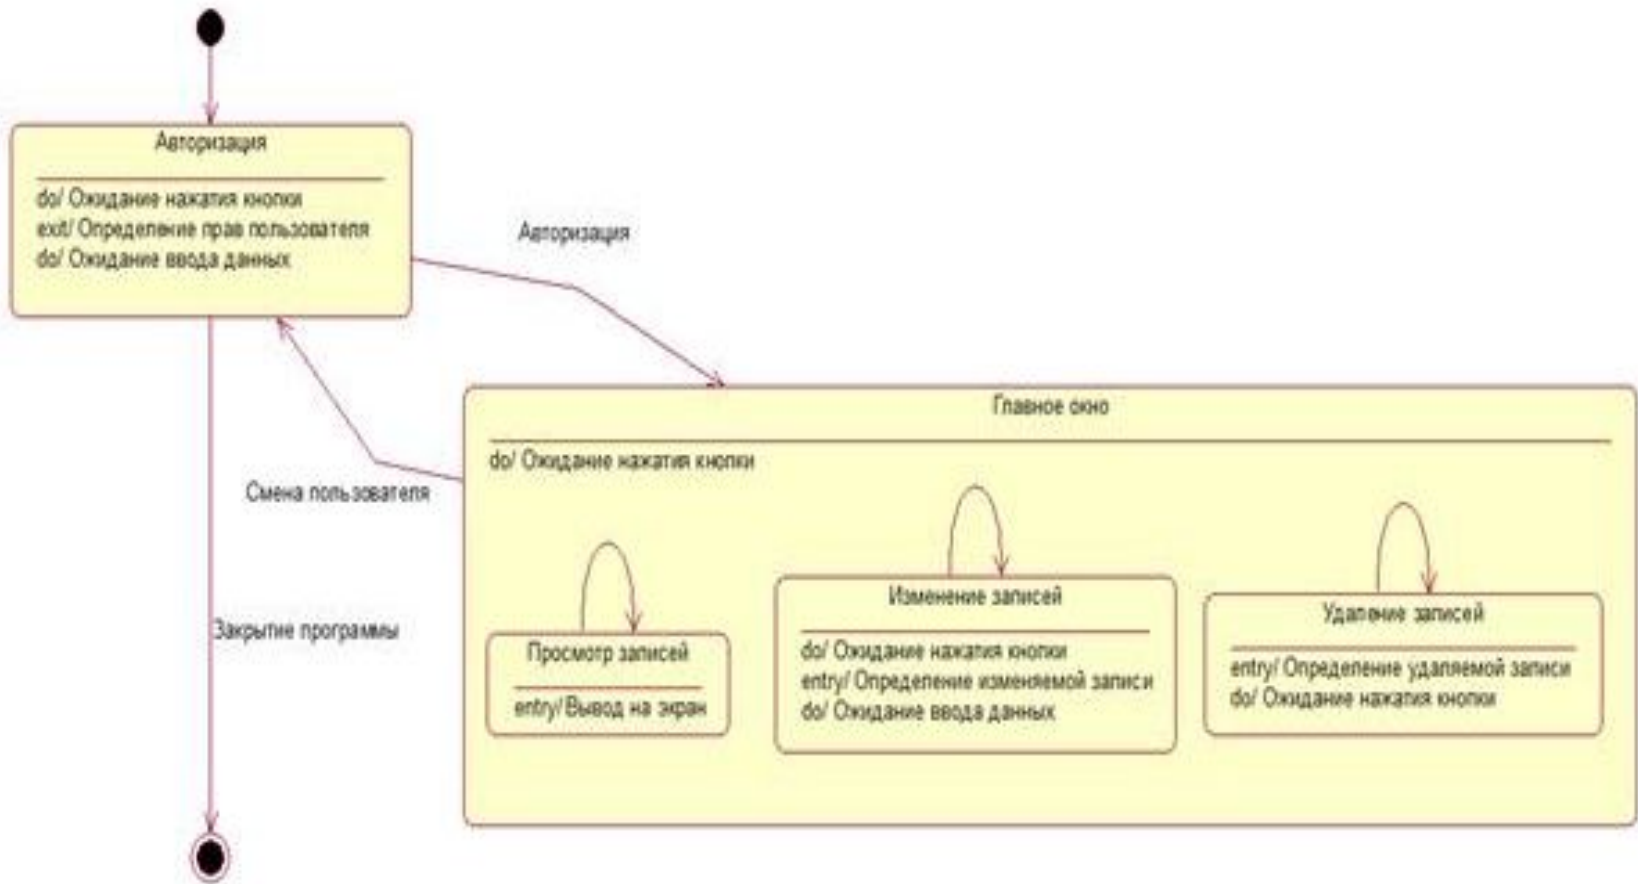 Авторизация
do/ Ожидание нажатия кнопки
exit/ Определение прав пользователя
do/ Ожидание ввода данных
Авторизация
Главное окно
do/ Ожидание нажатия кнопки
Смена пользователя
Закрытие программы
Просмотр записей
entry/ Вывод на экран
Изменение записей
do/ Ожидание нажатия кнопки
entry/ Определение изменяемой записи
do/ Ожидание ввода данных
Удаление записей
entry/ Определение удаляемой записи
do/ Ожидание нажатия кнопки